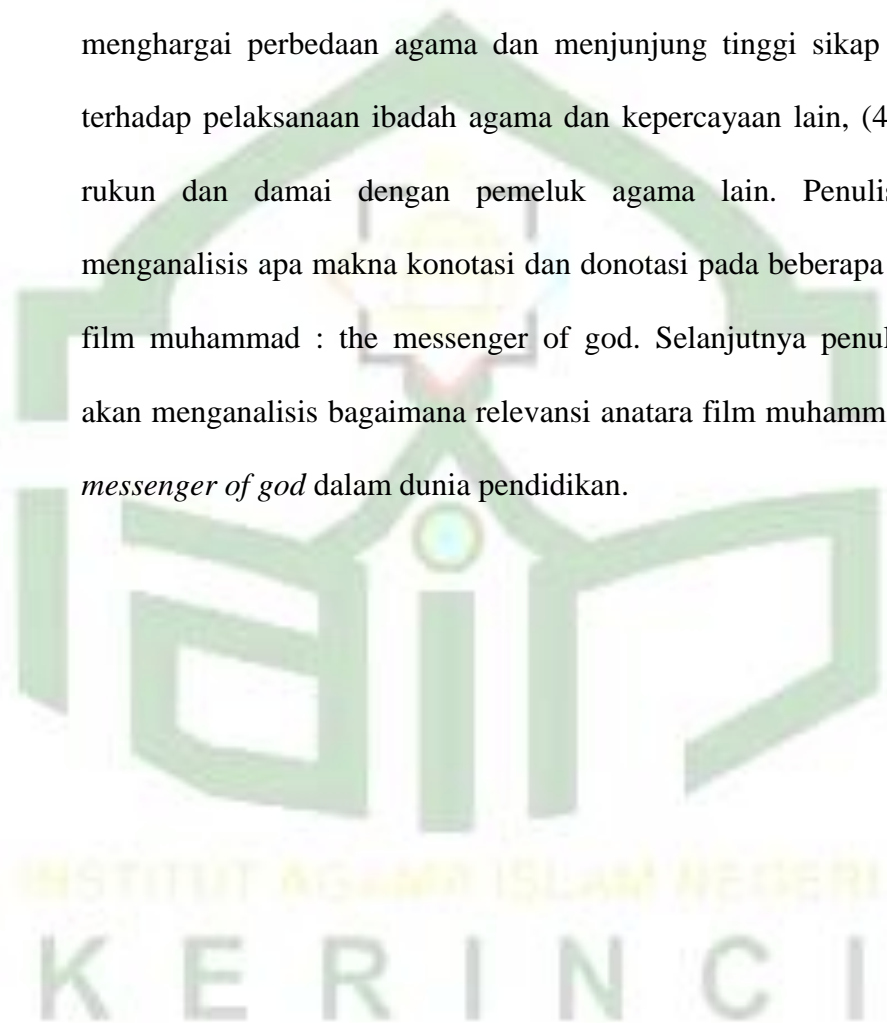 menghargai perbedaan agama dan menjunjung tinggi sikap
terhadap pelaksanaan ibadah agama dan kepercayaan lain, (4
rukun dan damai dengan pemeluk agama lain. Penulis
menganalisis apa makna konotasi dan donotasi pada beberapa
film muhammad : the messenger of god. Selanjutnya penul
akan menganalisis bagaimana relevansi anatara film muhamm
messenger of god dalam dunia pendidikan.
iain
INSTITUT AGAMA ISLAM NEGERI
KERINCI